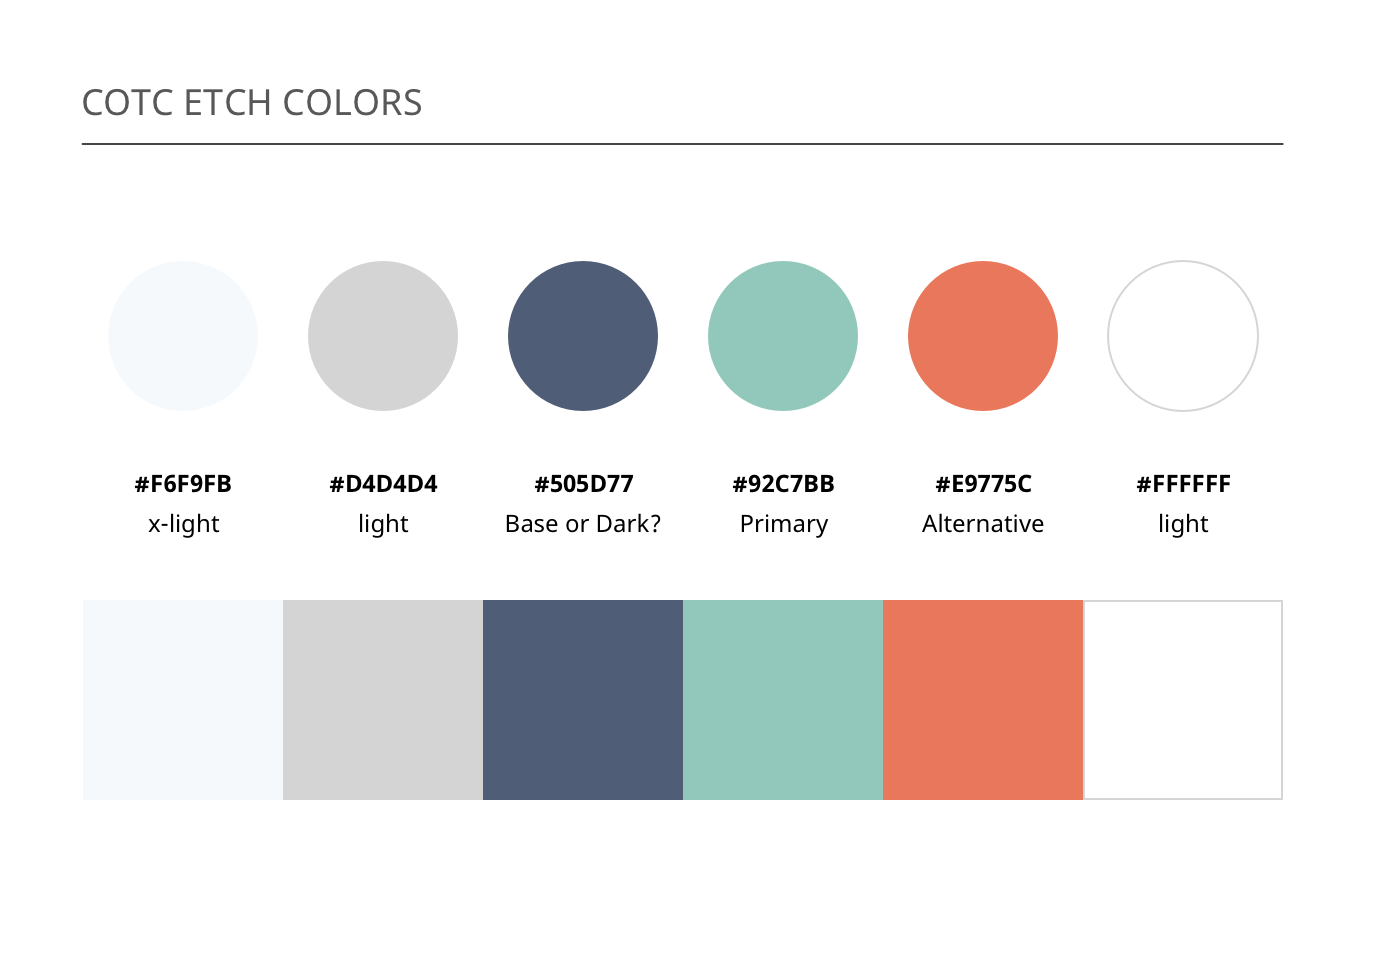 COTC ETCH COLORS
#F6F9FB
x-light
#D4D4D4
light
#505D77
Base or Dark?
#92C7BB
Primary
#E9775C
Alternative
#FFFFFF
light